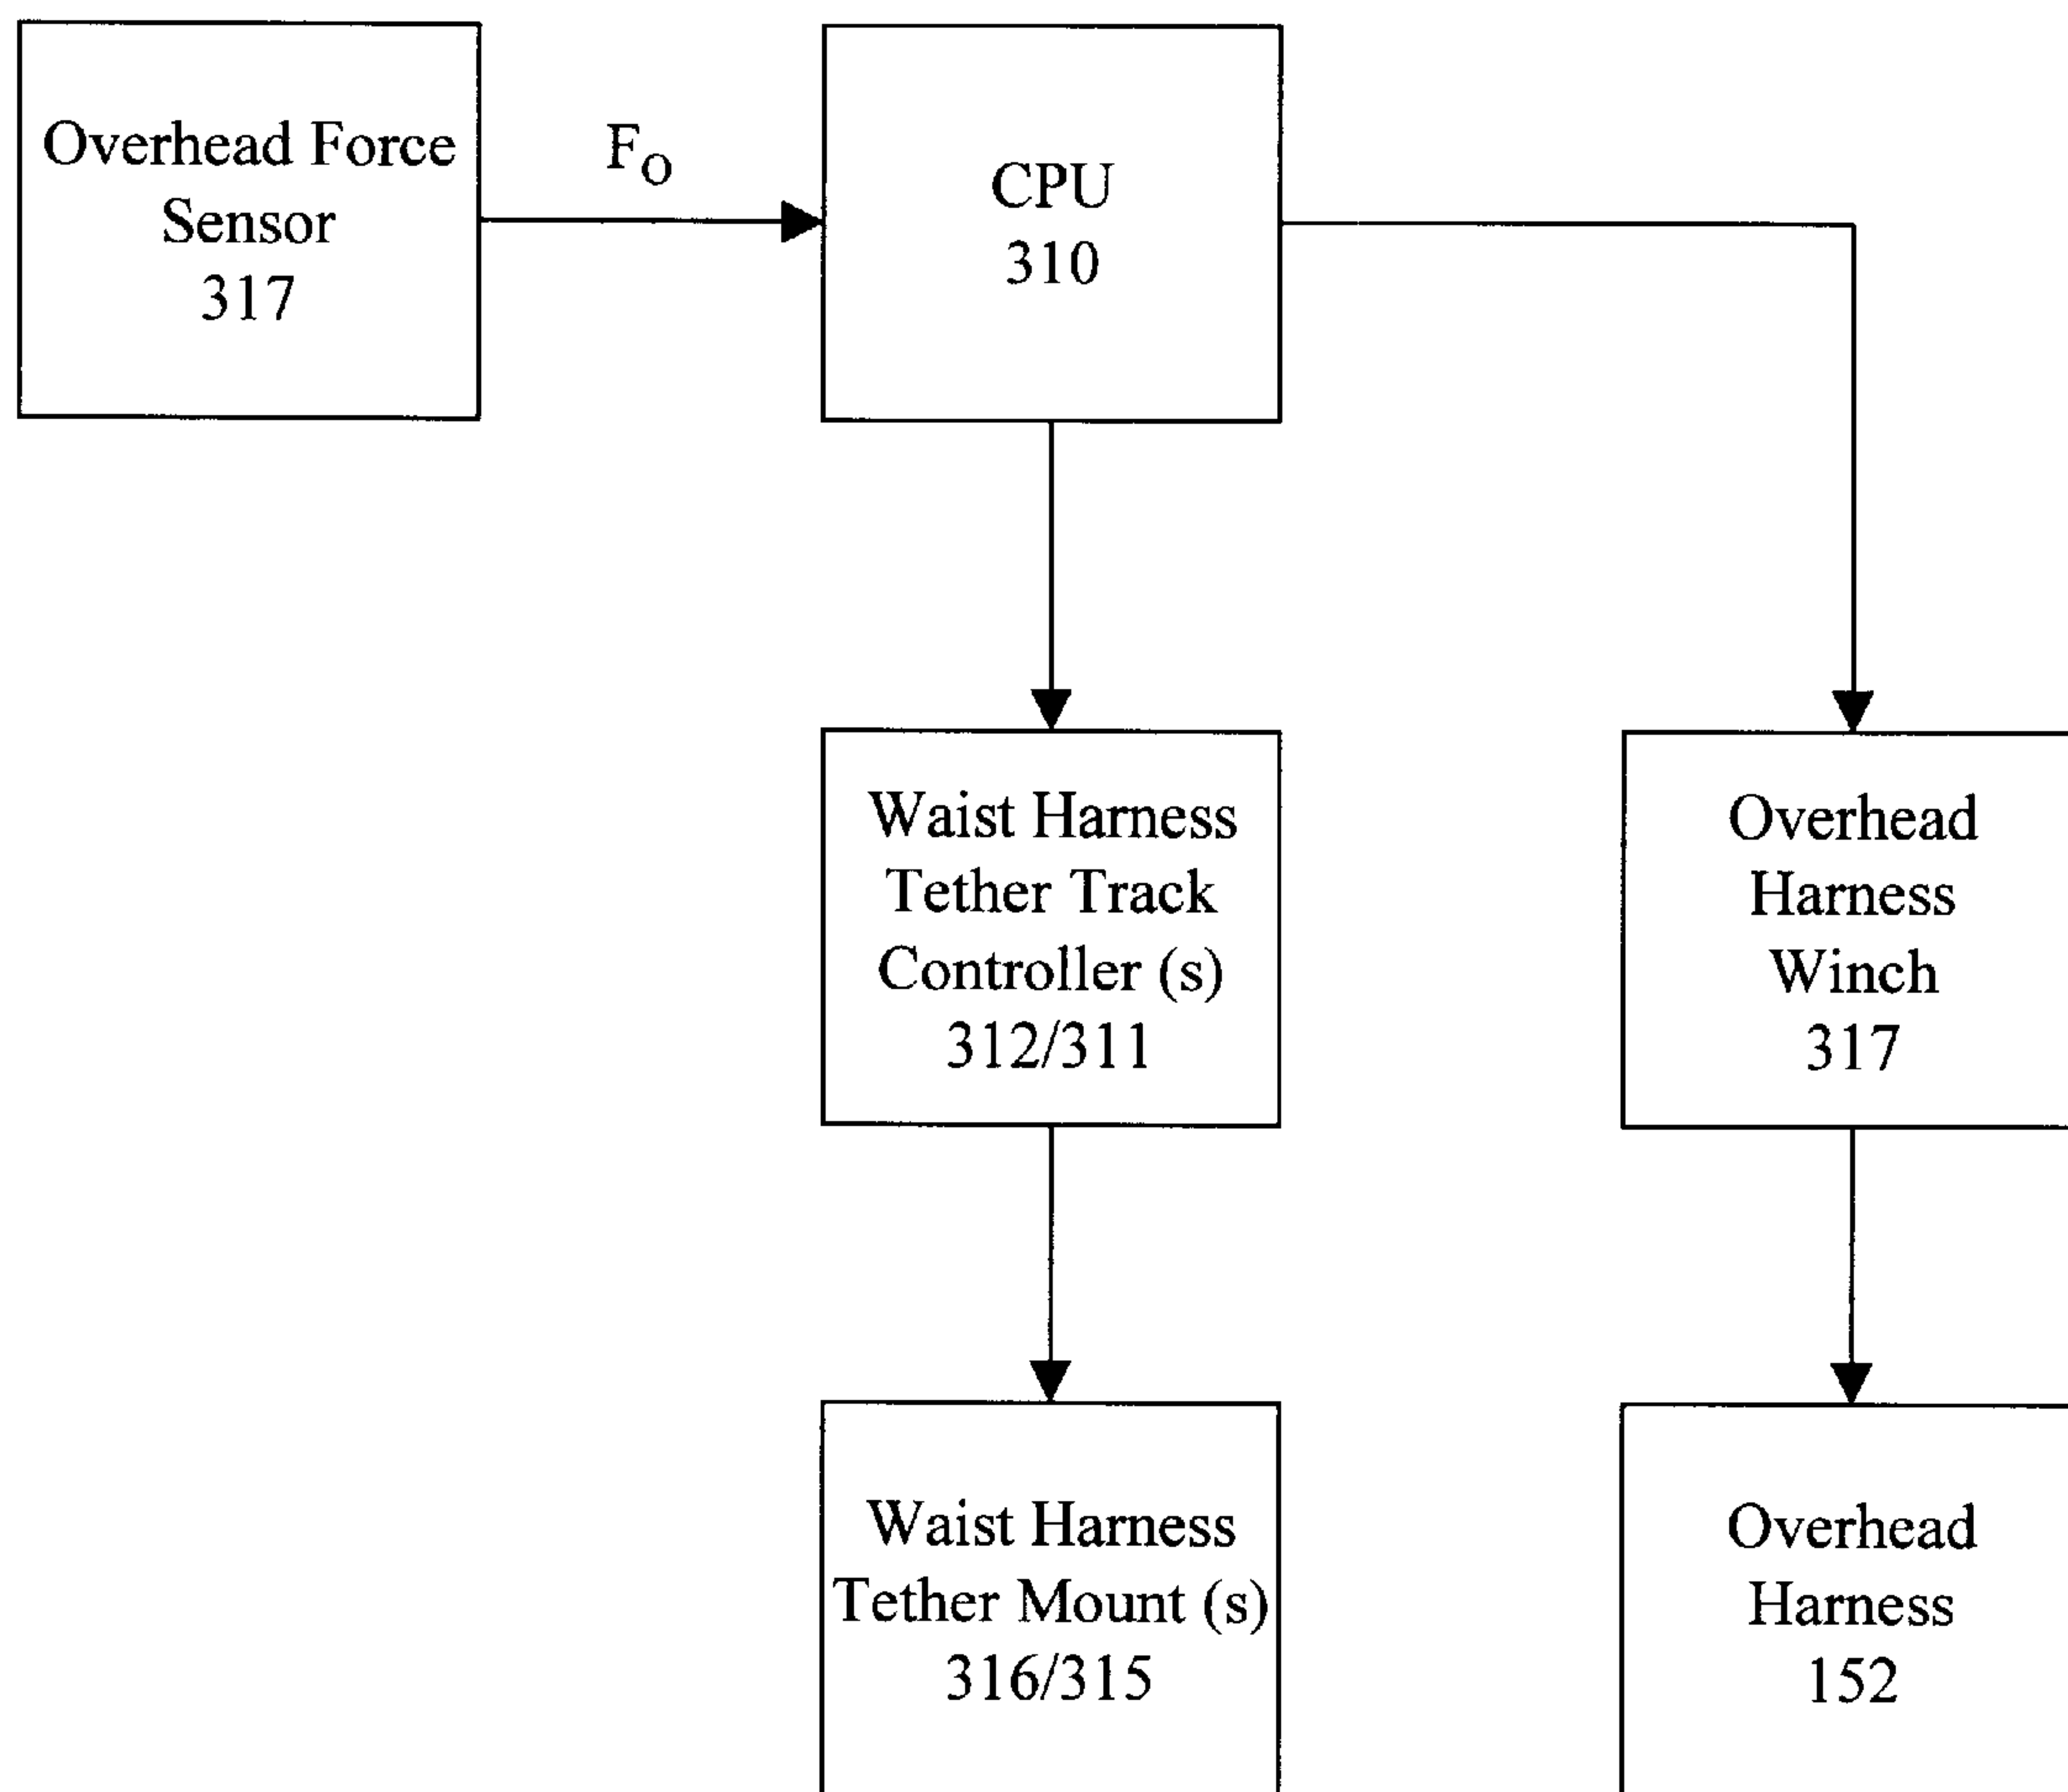 Overhead Force
Sensor
317
F_O
CPU
310
Waist Harness
Tether Track
Controller (s)
312/311
Overhead
Harness
Winch
317
Waist Harness
Tether Mount (s)
316/315
Overhead
Harness
152